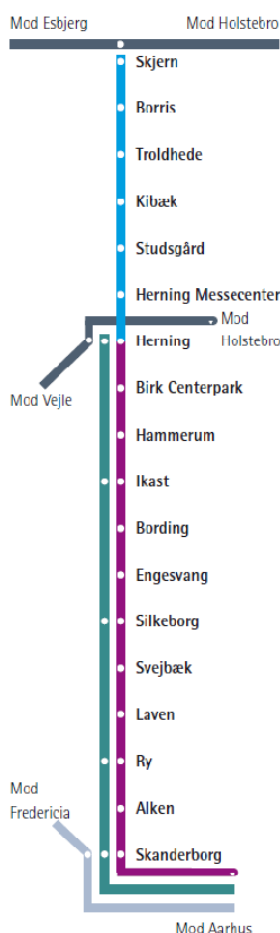 Mod Esbjerg
Mod Holstebro
Skjern
Borris
Troldhede
Kibæk
Studsgård
Herning Messecenter
Mod
Holstebro
Herning
Mod Vejle
Birk Centerpark
Hammerum
Ikast
Bording
Engesvang
Silkeborg
Svejbæk
Laven
Ry
Mod
Fredericia
Alken
Skanderborg
Mod Aarhus